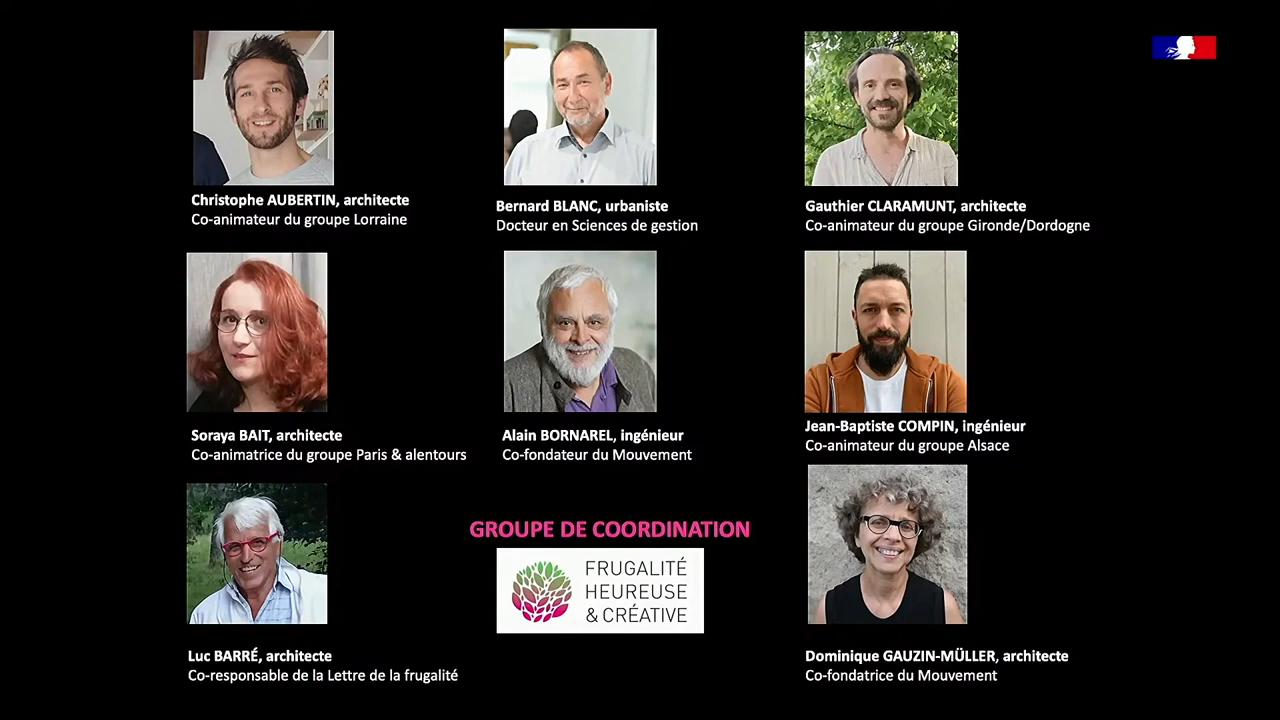 Christophe AUBERTIN, architecte
Co-animateur du groupe Lorraine
Bernard BLANC, urbaniste
Docteur en Sciences de gestion
Gauthier CLARAMUNT, architecte
Co-animateur du groupe Gironde/Dordogne
Soraya BAIT, architecte
Co-animatrice du groupe Paris & alentours
Alain BORNAREL, ingénieur
Co-fondateur du Mouvement
Jean-Baptiste COMPIN, ingénieur
Co-animateur du groupe Alsace
Luc BARRÉ, architecte
Co-responsable de la Lettre de la frugalité
GROUPE DE COORDINATION
FRUGALITÉ
HEUREUSE
& CRÉATIVE
Dominique GAUZIN-MÜLLER, architecte
Co-fondatrice du Mouvement